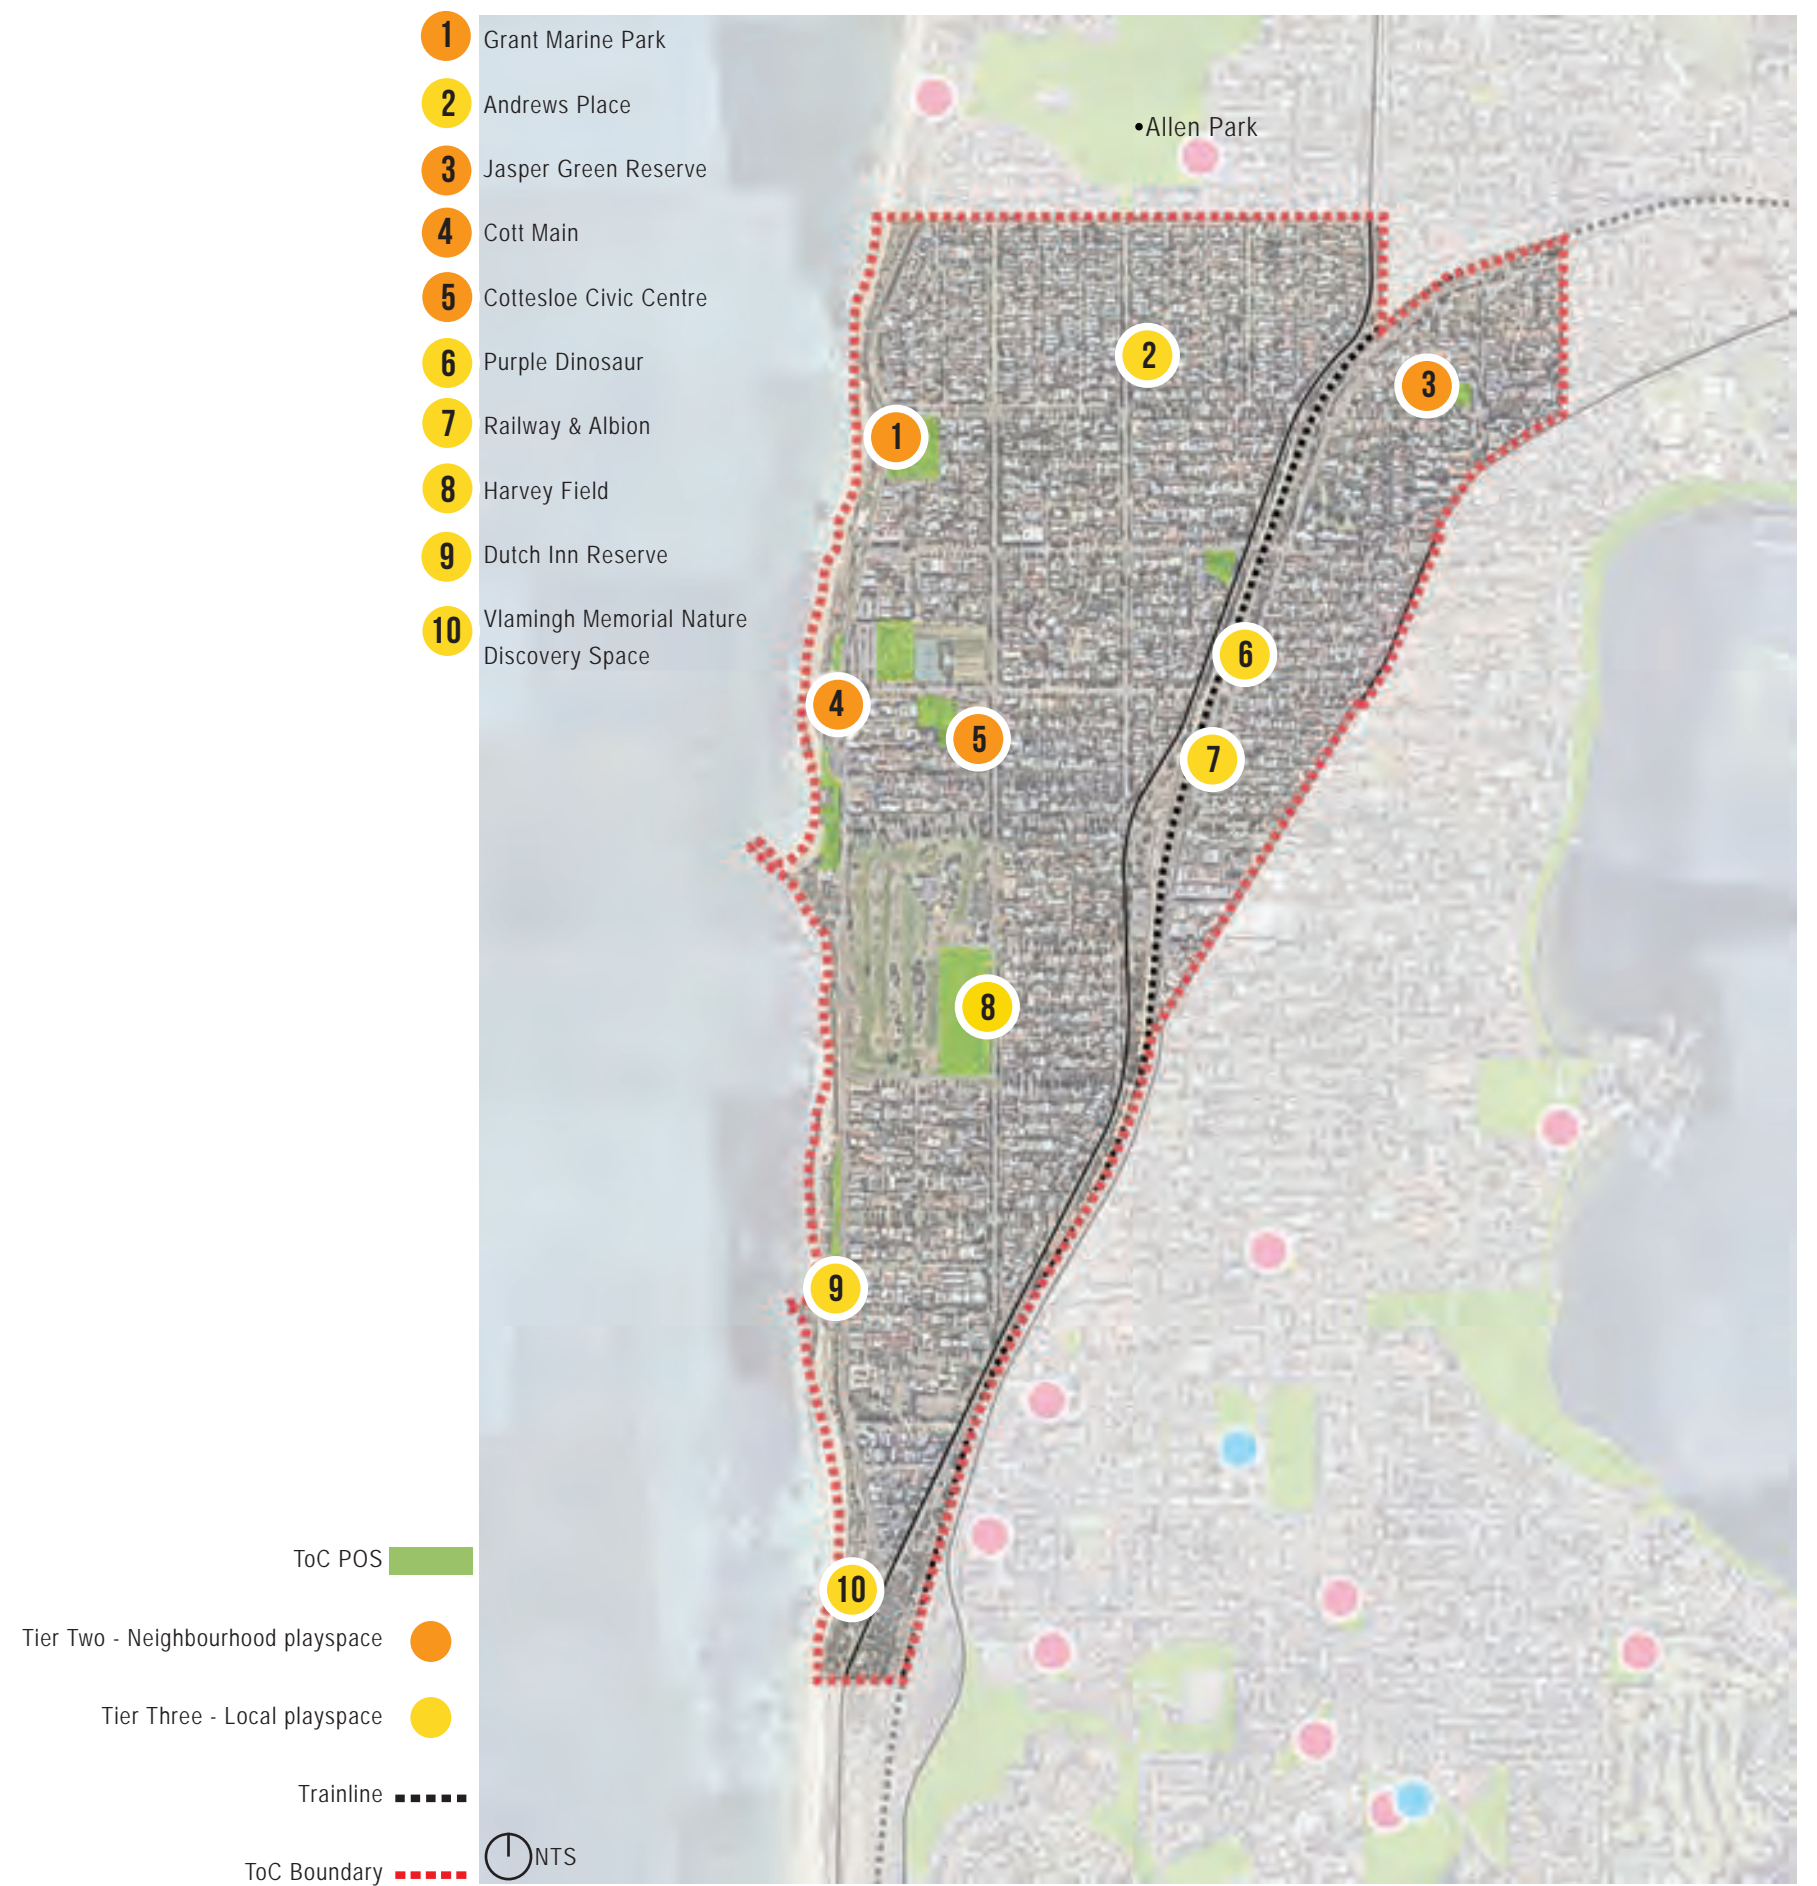 1 Grant Marine Park
2 Andrews Place
3 Jasper Green Reserve
4 Cott Main
5 Cottesloe Civic Centre
6 Purple Dinosaur
7 Railway & Albion
8 Harvey Field
9 Dutch Inn Reserve
10 Vlamingh Memorial Nature
Discovery Space
•Allen Park
2
3
1
6
4
5
7
8
9
10
ToC POS
Tier Two - Neighbourhood playspace
Tier Three - Local playspace
Trainline
ToC Boundary
NTS